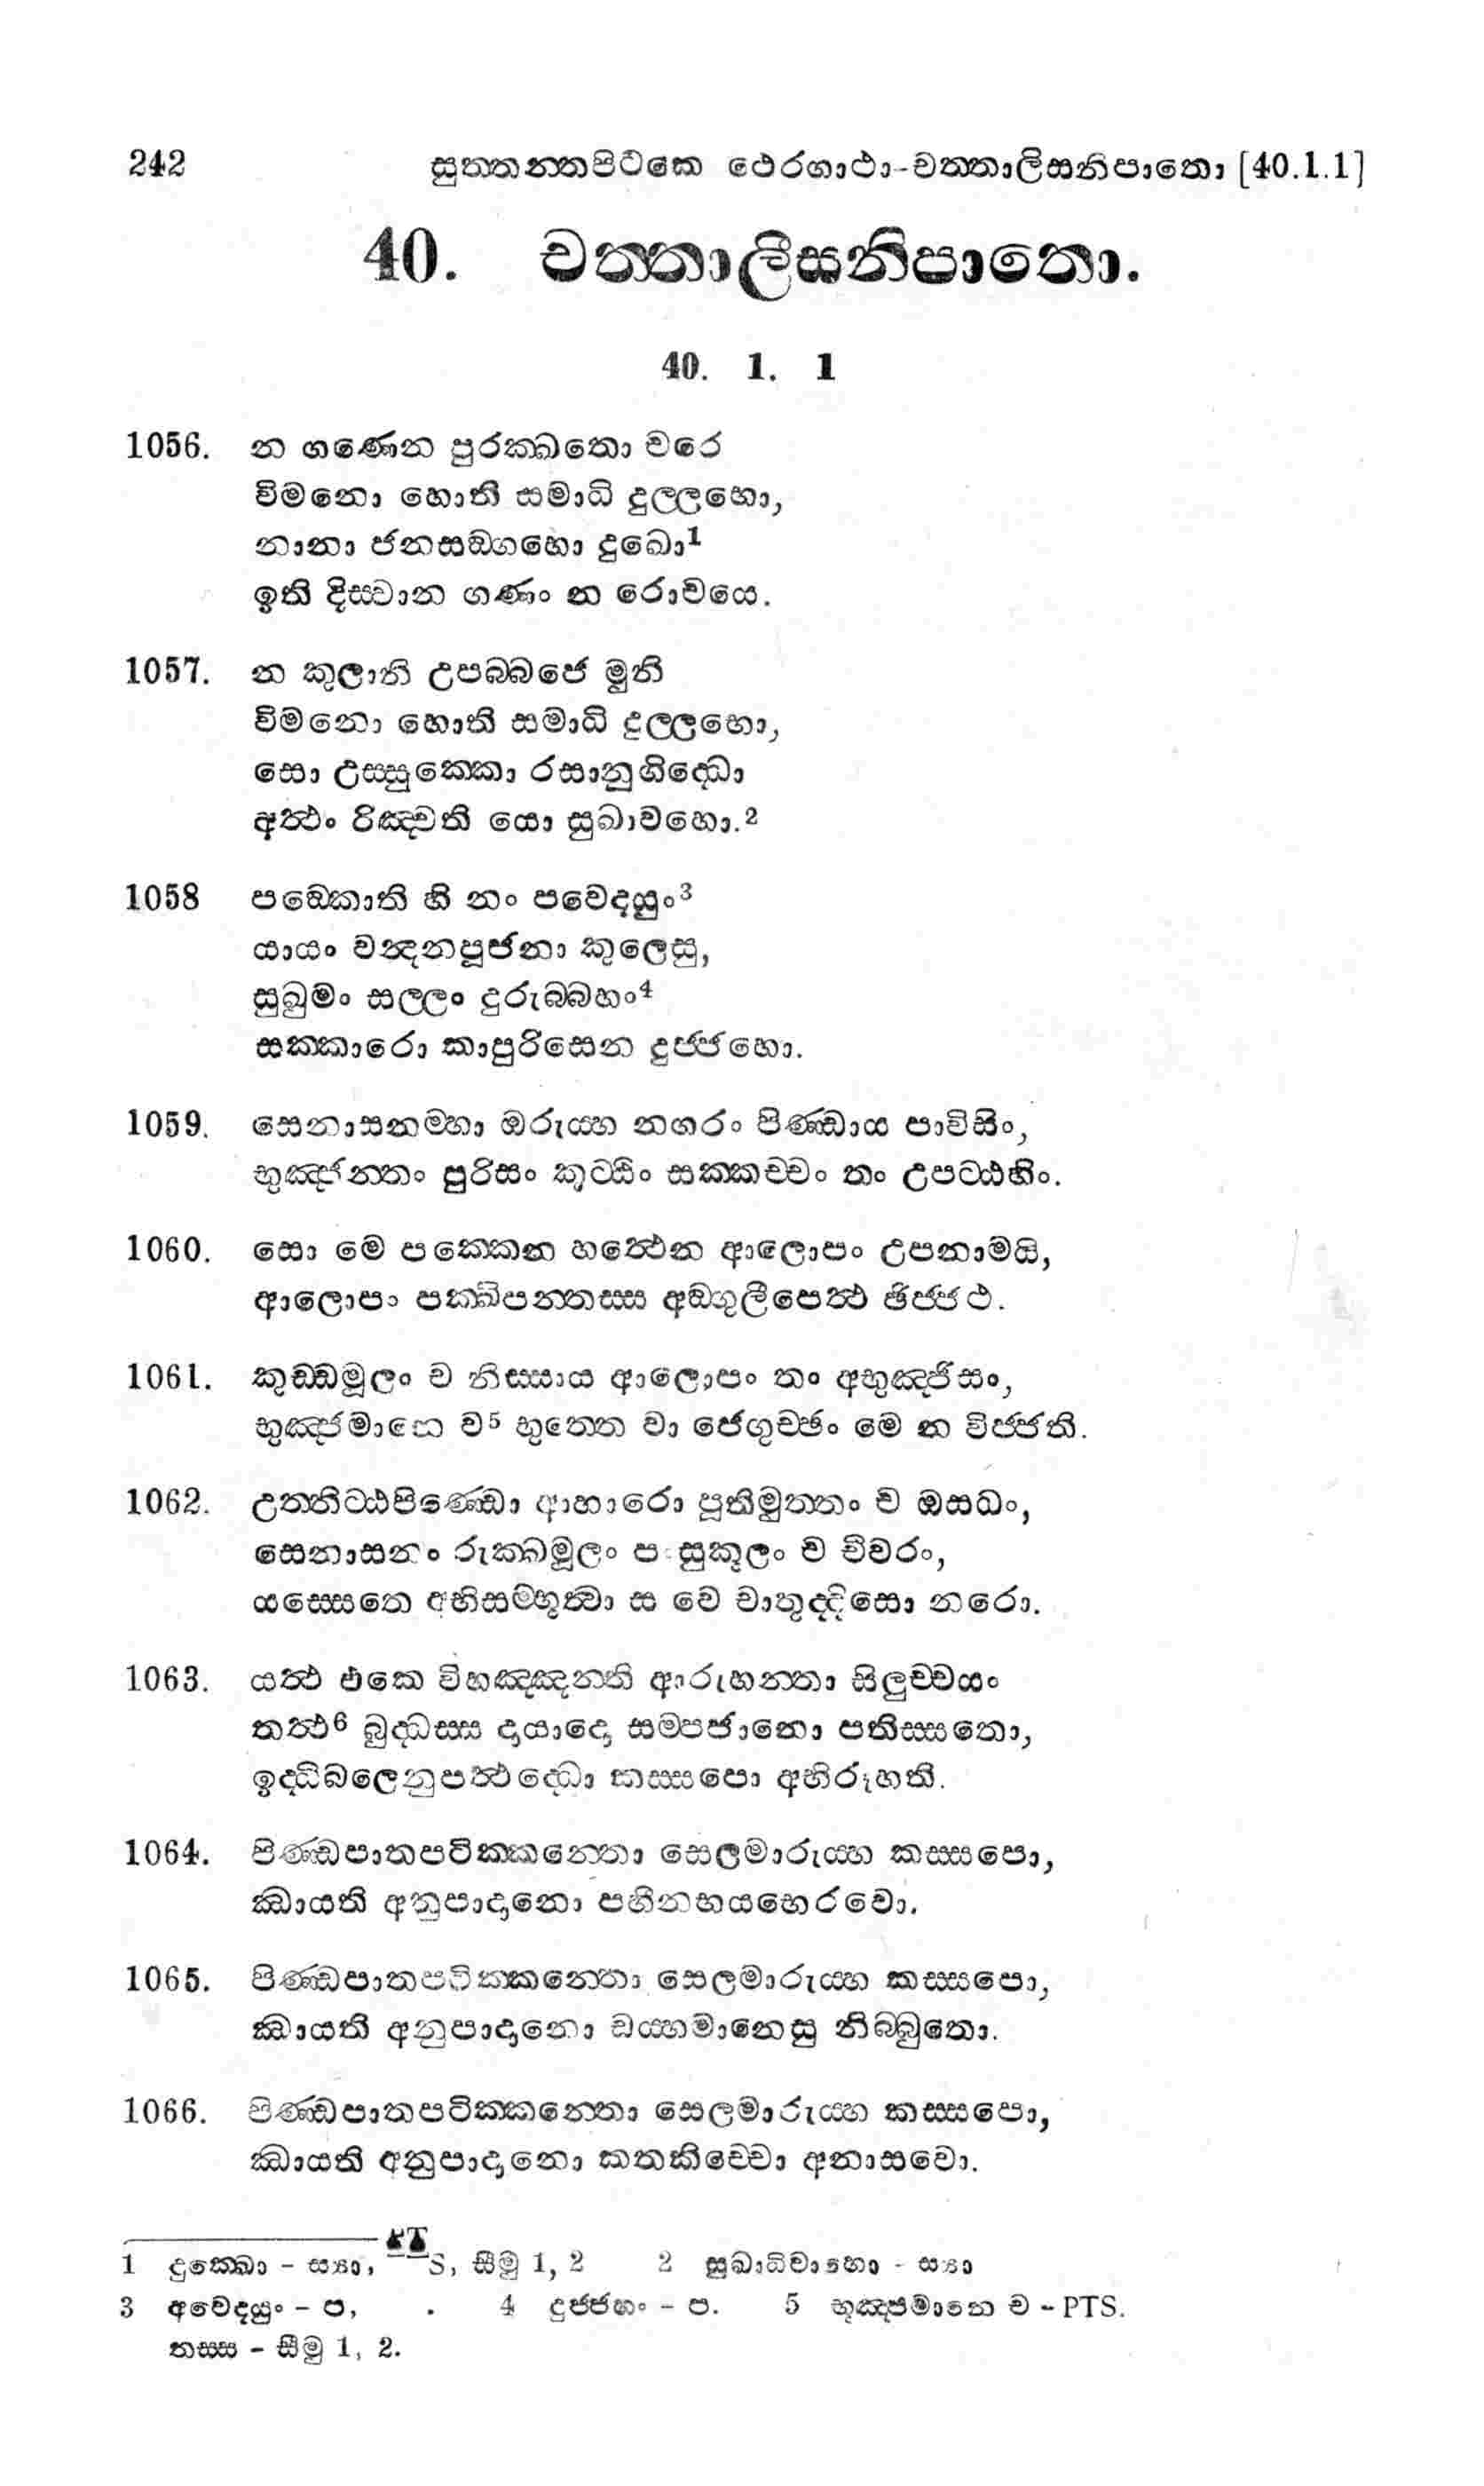 242 සුත්තන්තපිටකෙ ථෙරගාථා-චත්තාලිසනිපාතො [40.1.1]
40. චත්තාලීසනිපාතො.
40. 1. 1
1056. න ගණෙන පුරක්ඛතො චරෙ
විමනො හොති සමාධි දුල්ලභො,
නානා ජනසඞ්ගහො දුඛො1
ඉති දිස්වාන ගණං න රොචයෙ.
1057. න කුලානි උපබ්බජෙ මුනි
විමනො හොති සමාධි දුල්ලභො,
සො උස්සුක්කො රසානුගිද්ධො
අත්ථං රිඤ්චති යො සුඛාවහො.2
1058 පඞ්කොති හි නං පවෙදයුං3
යායං වන්දනපූජනා කුලෙසු,
සුඛුමං සල්ලං දුරුබ්බහං4
සක්කාරො කාපුරිසෙන දුජ්ජහො.
1059. සෙනාසනම්හා ඔරුය්හ නගරං පිණ්ඩාය පාවිසිං,
භුඤ්ජන්තං පුරිසං කුට්ඨිං සක්කච්චං තං උපට්ඨහිං.
1060. සො මෙ පක්කෙන හත්ථෙන ආලොපං උපනාමයි,
ආලොපං පක්ඛිපන්තස්ස අඞ්ගුලීපෙත්ථ ඡිජ්ජථ.
1061. කුඩ්ඩමූලං ච නිස්සාය ආලොපං තං අභුඤ්ජිසං,
භුඤ්ජමානෙ ව5 භුත්තෙ වා ජෙගුච්ඡං මෙ න විජ්ජති.
1062. උත්තිට්ඨපිණ්ඩො ආහාරො පූතිමුත්තං ච ඔසධං,
සෙනාසනං රුක්ඛමූලං පංසුකූලං ච චීවරං,
යස්සෙතෙ අභිසම්භුත්වා ස වෙ චාතුද්දිසො නරො.
1063. යත්ථ එකෙ විහඤ්ඤන්ති ආරුහන්තා සිලුච්චයං
තත්ථ6 බුද්ධස්ස දායාදො සම්පජානො පතිස්සතො,
ඉද්ධිබලෙනුපත්ථද්ධො කස්සපො අභිරූහති.
1064. පිණ්ඩපාතපටික්කන්තො සෙලමාරුය්හ කස්සපො,
ඣායති අනුපාදානො පහීනභයභෙරවො.
1065. පිණ්ඩපාතපටික්කන්තො සෙලමාරුය්හ කස්සපො,
ඣායති අනුපාදානො ඩය්හමානෙසු නිබ්බුතො.
1066. පිණ්ඩපාතපටික්කන්තො සෙලමාරුය්හ කස්සපො,
ඣායති අනුපාදානො කතකිච්චො අනාසවො.
1 දුක්ඛො - ස්‍යා, PTS, සීමු 1, 2 2 සුඛාධිවාහො - ස්‍යා
3 අවෙදයුං - ප, . 4 දුජ්ජහං - ප. 5 භුඤ්ජමානෙ ච - PTS.
තස්ස - සීමු 1, 2.